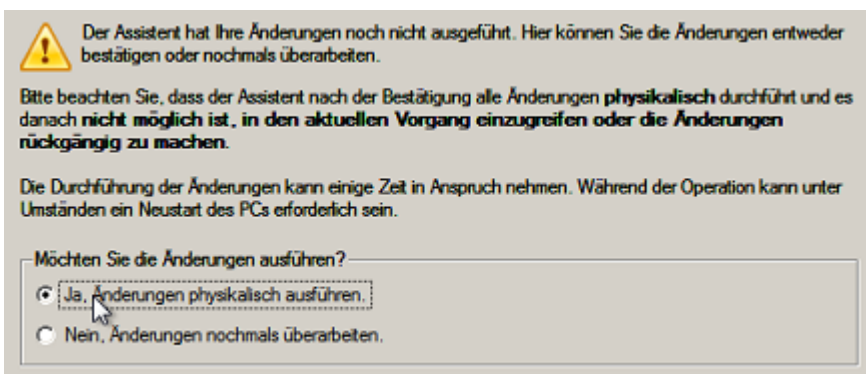 Der Assistent hat Ihre Änderungen noch nicht ausgeführt. Hier können Sie die Änderungen entweder
bestätigen oder nochmals überarbeiten.
Bitte beachten Sie, dass der Assistent nach der Bestätigung alle Änderungen physikalisch durchführt und es
danach nicht möglich ist, in den aktuellen Vorgang einzugreifen oder die Änderungen
rückgängig zu machen.
Die Durchführung der Änderungen kann einige Zeit in Anspruch nehmen. Während der Operation kann unter
Umständen ein Neustart des PCs erforderlich sein.
Möchten Sie die Änderungen ausführen?
Ja, Änderungen physikalisch ausführen.
Nein, Änderungen nochmals überarbeiten.